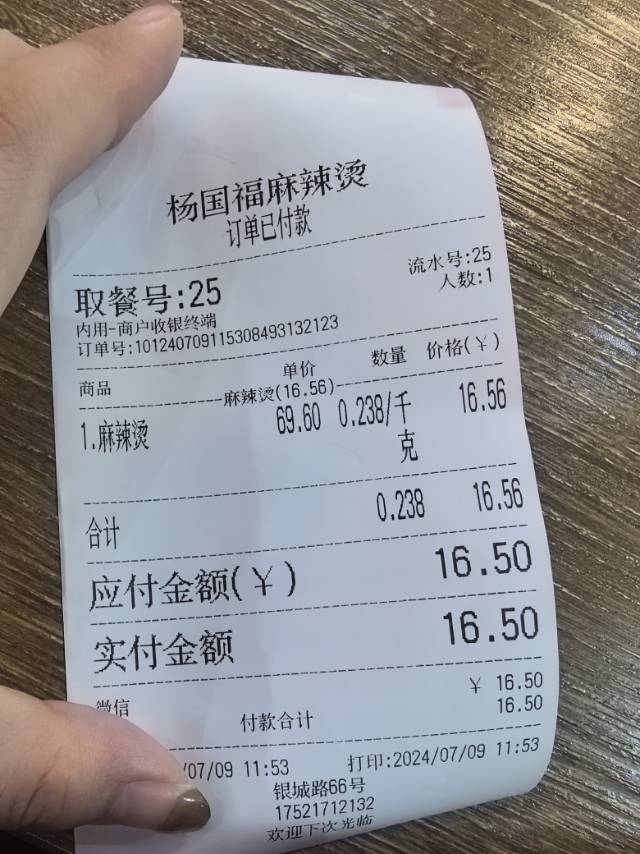 杨国福麻辣烫
订单已付款
取餐号:25
流水号:25
人数:1
内用-商户收银终端
订单号:101240709115308493132123
商品 单价 数量 价格(¥)
麻辣烫(16.56)
1.麻辣烫 69.60 0.238/千克 16.56
合计 0.238 16.56
应付金额(¥) 16.50
实付金额 16.50
微信 ¥ 16.50
付款合计 16.50
/07/09 11:53 打印:2024/07/09 11:53
银城路66号
17521712132
欢迎下次光临